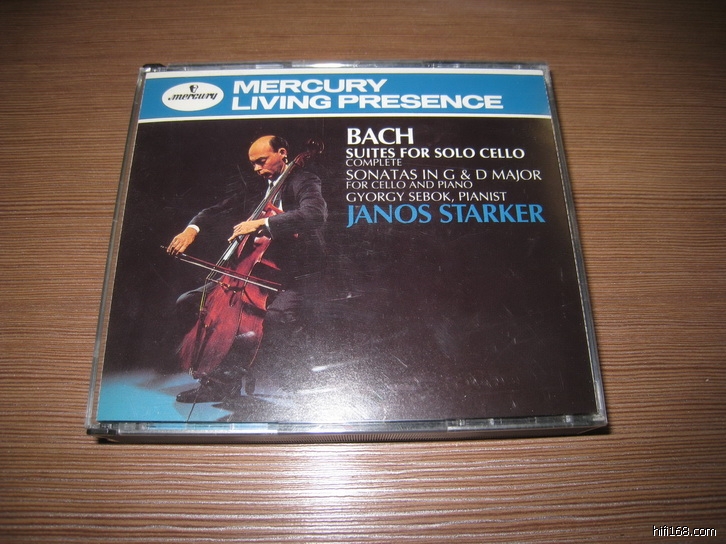 mercury
MERCURY
LIVING PRESENCE
BACH
SUITES FOR SOLO CELLO
COMPLETE
SONATAS IN G & D MAJOR
FOR CELLO AND PIANO
GYORGY SEBOK, PIANIST
JANOS STARKER
hifi168.com